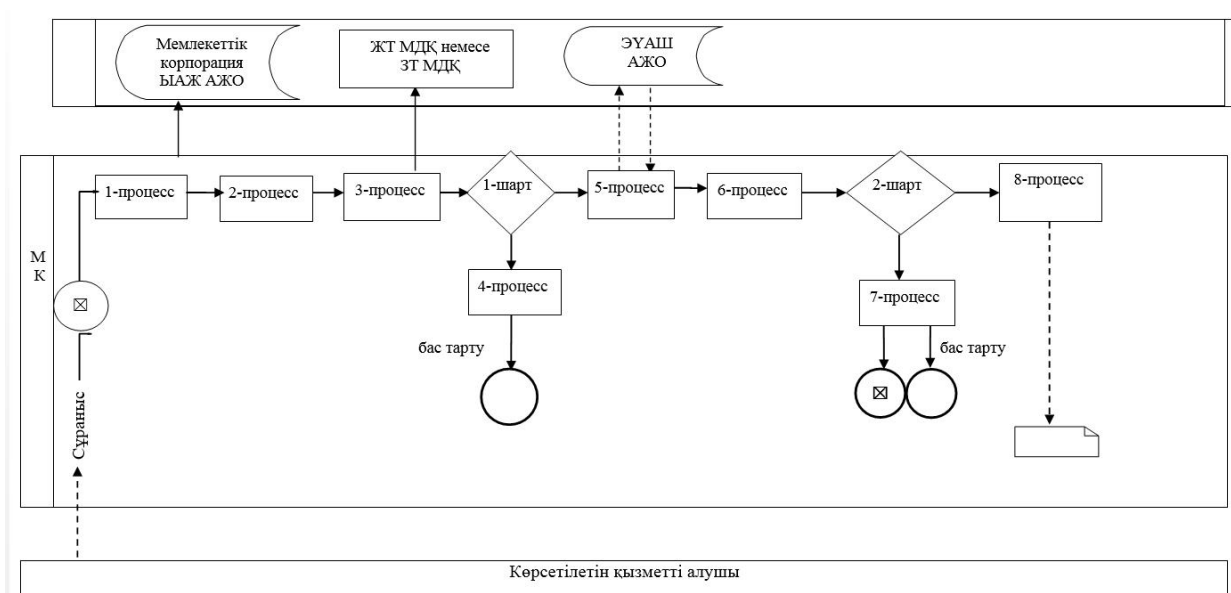 Мемлекеттік
корпорация
ЫАЖ АЖО
ЖТ МДҚ немесе
ЗТ МДҚ
ЭҮАШ
АЖО
М
К
1-процесс
2-процесс
3-процесс
1-шарт
5-процесс
6-процесс
2-шарт
8-процесс
4-процесс
7-процесс
бас тарту
бас тарту
Сұраныс
Көрсетілетін қызметті алушы